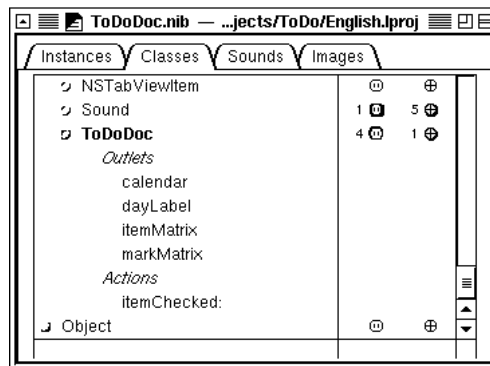 ToDoDoc.nib — ...jects/ToDo/English.lproj
Instances Classes Sounds Images
NSTabViewItem
Sound 1 5
ToDoDoc 4 1
Outlets
calendar
dayLabel
itemMatrix
markMatrix
Actions
itemChecked:
Object